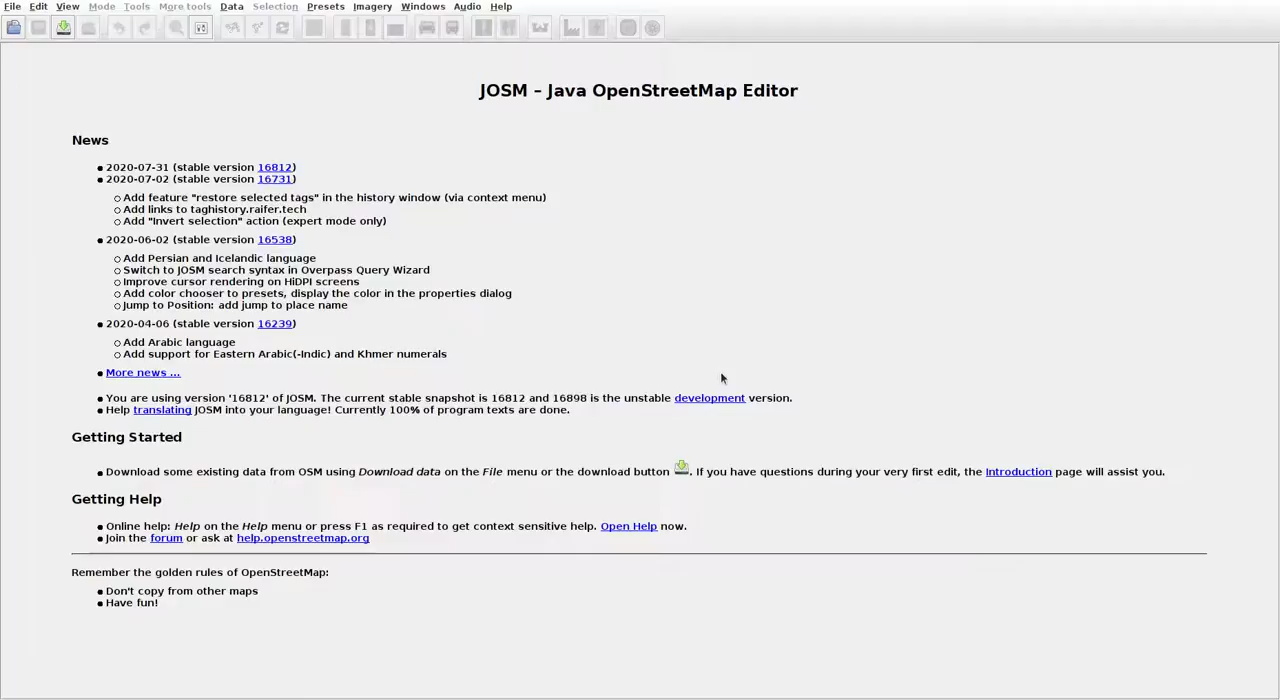 File Edit View Mode Tools More tools Data Selection Presets Imagery Windows Audio Help
JOSM – Java OpenStreetMap Editor
News
2020-07-31 (stable version 16812)
2020-07-02 (stable version 16731)
Add feature "restore selected tags" in the history window (via context menu)
Add links to taghistory.raifer.tech
Add "Invert selection" action (expert mode only)
2020-06-02 (stable version 16538)
Add Persian and Icelandic language
Switch to JOSM search syntax in Overpass Query Wizard
Improve cursor rendering on HiDPI screens
Add color chooser to presets, display the color in the properties dialog
Jump to Position: add jump to place name
2020-04-06 (stable version 16239)
Add Arabic language
Add support for Eastern Arabic(-Indic) and Khmer numerals
More news ...
You are using version '16812' of JOSM. The current stable snapshot is 16812 and 16898 is the unstable development version.
Help translating JOSM into your language! Currently 100% of program texts are done.
Getting Started
Download some existing data from OSM using Download data on the File menu or the download button . If you have questions during your very first edit, the Introduction page will assist you.
Getting Help
Online help: Help on the Help menu or press F1 as required to get context sensitive help. Open Help now.
Join the forum or ask at help.openstreetmap.org
Remember the golden rules of OpenStreetMap:
Don't copy from other maps
Have fun!